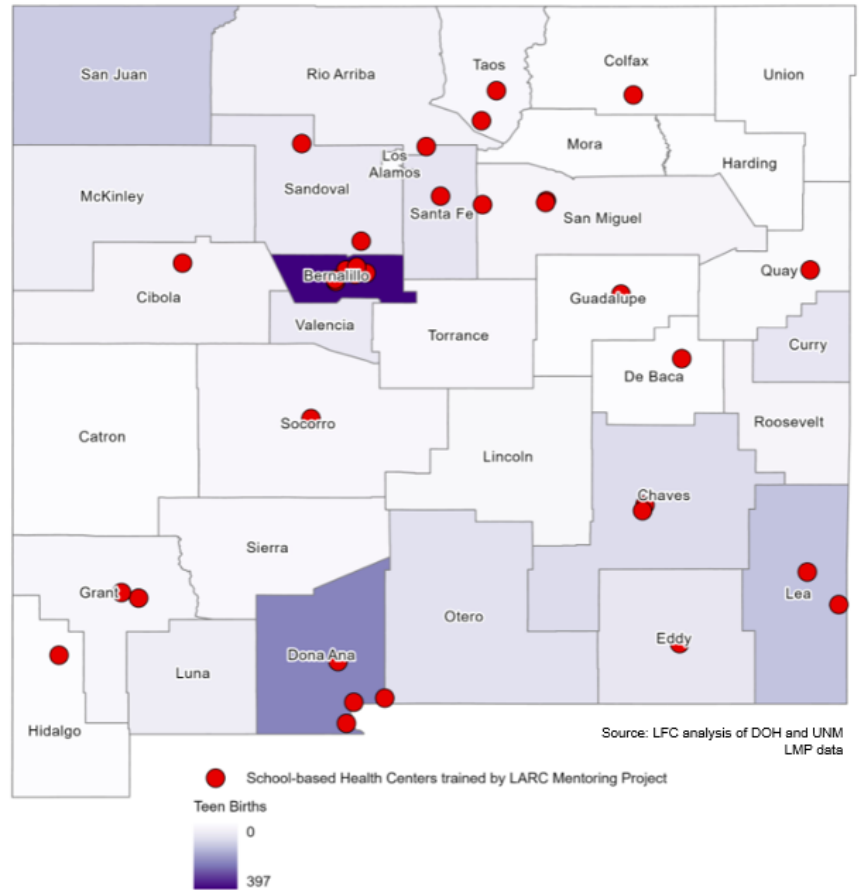 San Juan
Rio Arriba
Taos
Colfax
Union
Mora
Harding
Los
Alamos
McKinley
Sandoval
Santa Fe
San Miguel
Quay
Bernalillo
Cibola
Guadalupe
Valencia
Torrance
Curry
De Baca
Roosevelt
Catron
Socorro
Lincoln
Chaves
Sierra
Grant
Lea
Otero
Eddy
Dona Ana
Luna
Hidalgo
Source: LFC analysis of DOH and UNM
LMP data
School-based Health Centers trained by LARC Mentoring Project
Teen Births
0
397